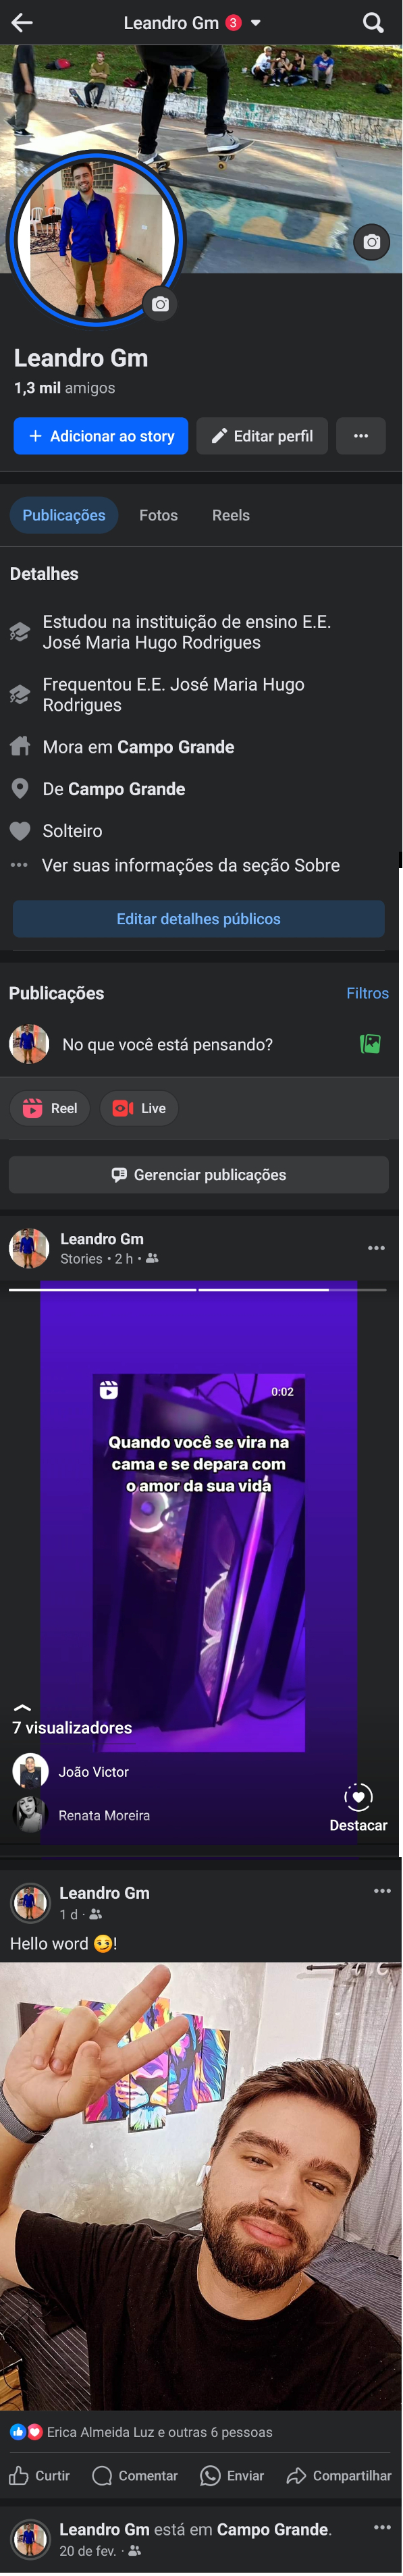 Leandro Gm 3
Leandro Gm
1,3 mil amigos
+ Adicionar ao story
Editar perfil
Publicações
Fotos
Reels
Detalhes
Estudou na instituição de ensino E.E.
José Maria Hugo Rodrigues
Frequentou E.E. José Maria Hugo
Rodrigues
Mora em Campo Grande
De Campo Grande
Solteiro
Ver suas informações da seção Sobre
Editar detalhes públicos
Publicações
Filtros
No que você está pensando?
Reel
Live
Gerenciar publicações
Leandro Gm
Stories • 2 h •
0:02
Quando você se vira na
cama e se depara com
o amor da sua vida
7 visualizadores
João Victor
Renata Moreira
Destacar
Leandro Gm
1 d ·
Hello word 😏!
Erica Almeida Luz e outras 6 pessoas
Curtir
Comentar
Enviar
Compartilhar
Leandro Gm está em Campo Grande.
20 de fev. ·